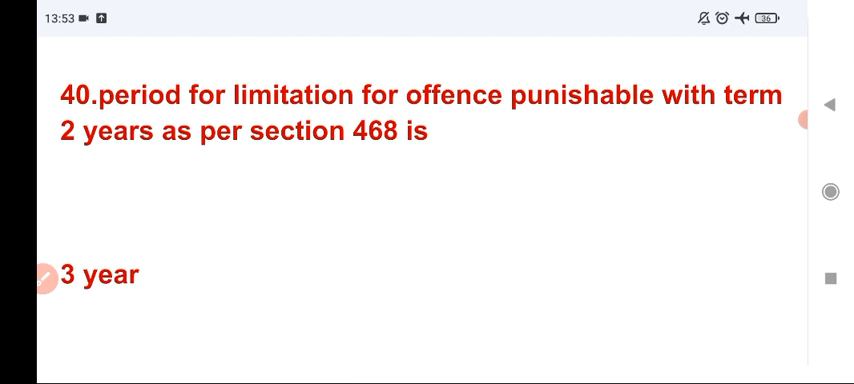 13:53
36
40.period for limitation for offence punishable with term
2 years as per section 468 is
3 year